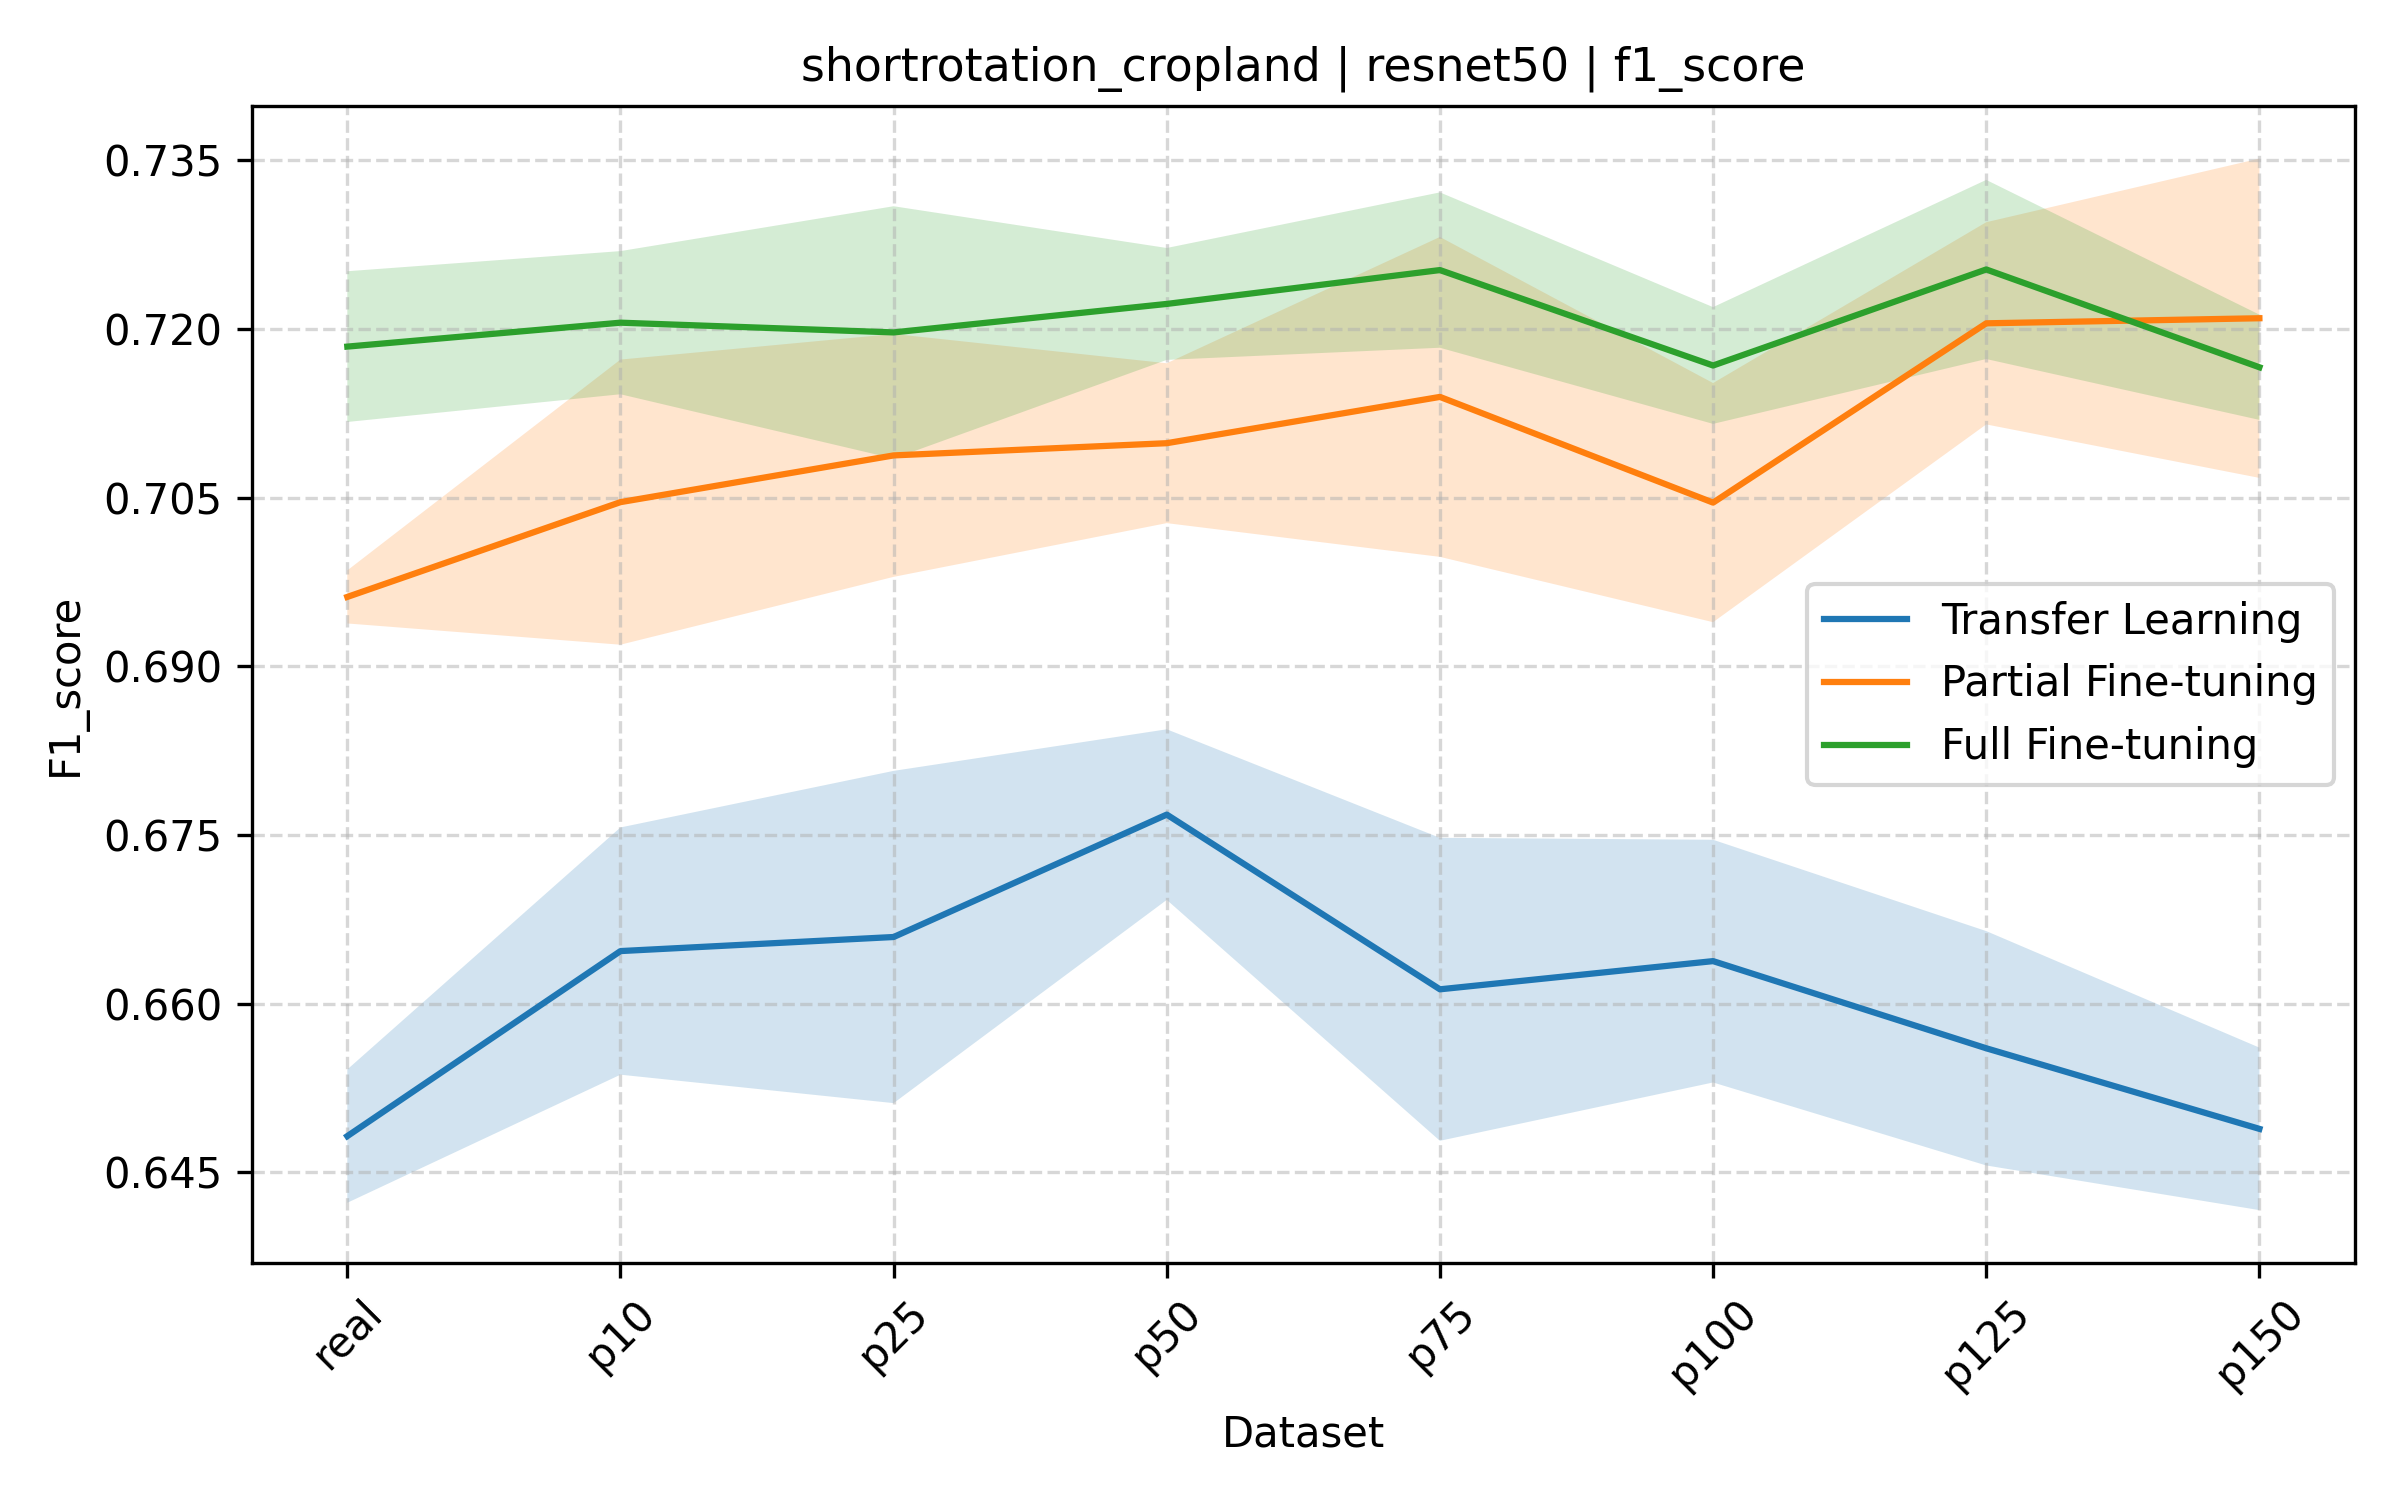 shortrotation_cropland | resnet50 | f1_score
F1_score
0.735
0.720
0.705
0.690
0.675
0.660
0.645
Transfer Learning
Partial Fine-tuning
Full Fine-tuning
real
p10
p25
p50
p75
p100
p125
p150
Dataset